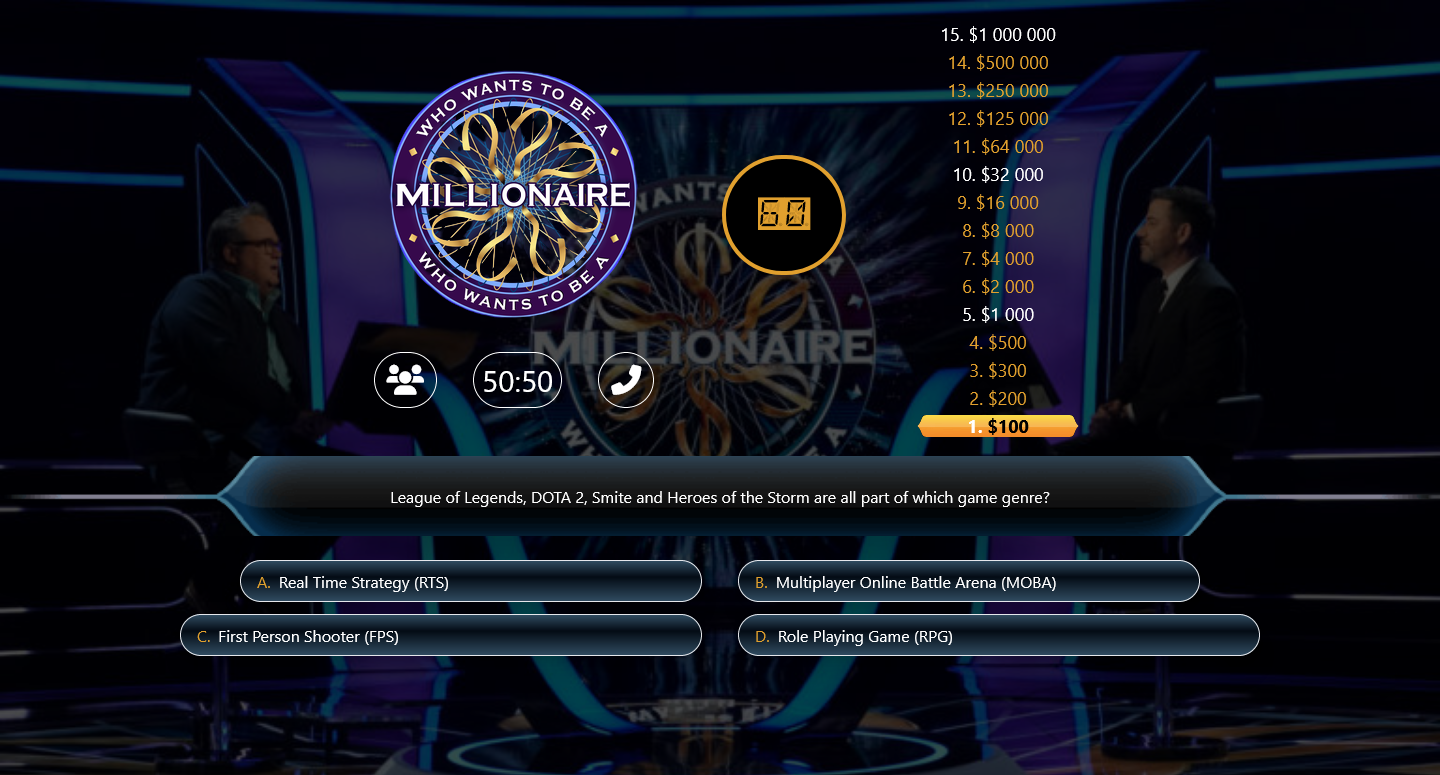 WHO WANTS TO BE A
MILLIONAIRE
WHO WANTS TO BE A
15. $1 000 000
14. $500 000
13. $250 000
12. $125 000
11. $64 000
10. $32 000
9. $16 000
8. $8 000
7. $4 000
6. $2 000
5. $1 000
4. $500
3. $300
2. $200
1. $100
50:50
MILLIONAIRE
League of Legends, DOTA 2, Smite and Heroes of the Storm are all part of which game genre?
A. Real Time Strategy (RTS)
B. Multiplayer Online Battle Arena (MOBA)
C. First Person Shooter (FPS)
D. Role Playing Game (RPG)